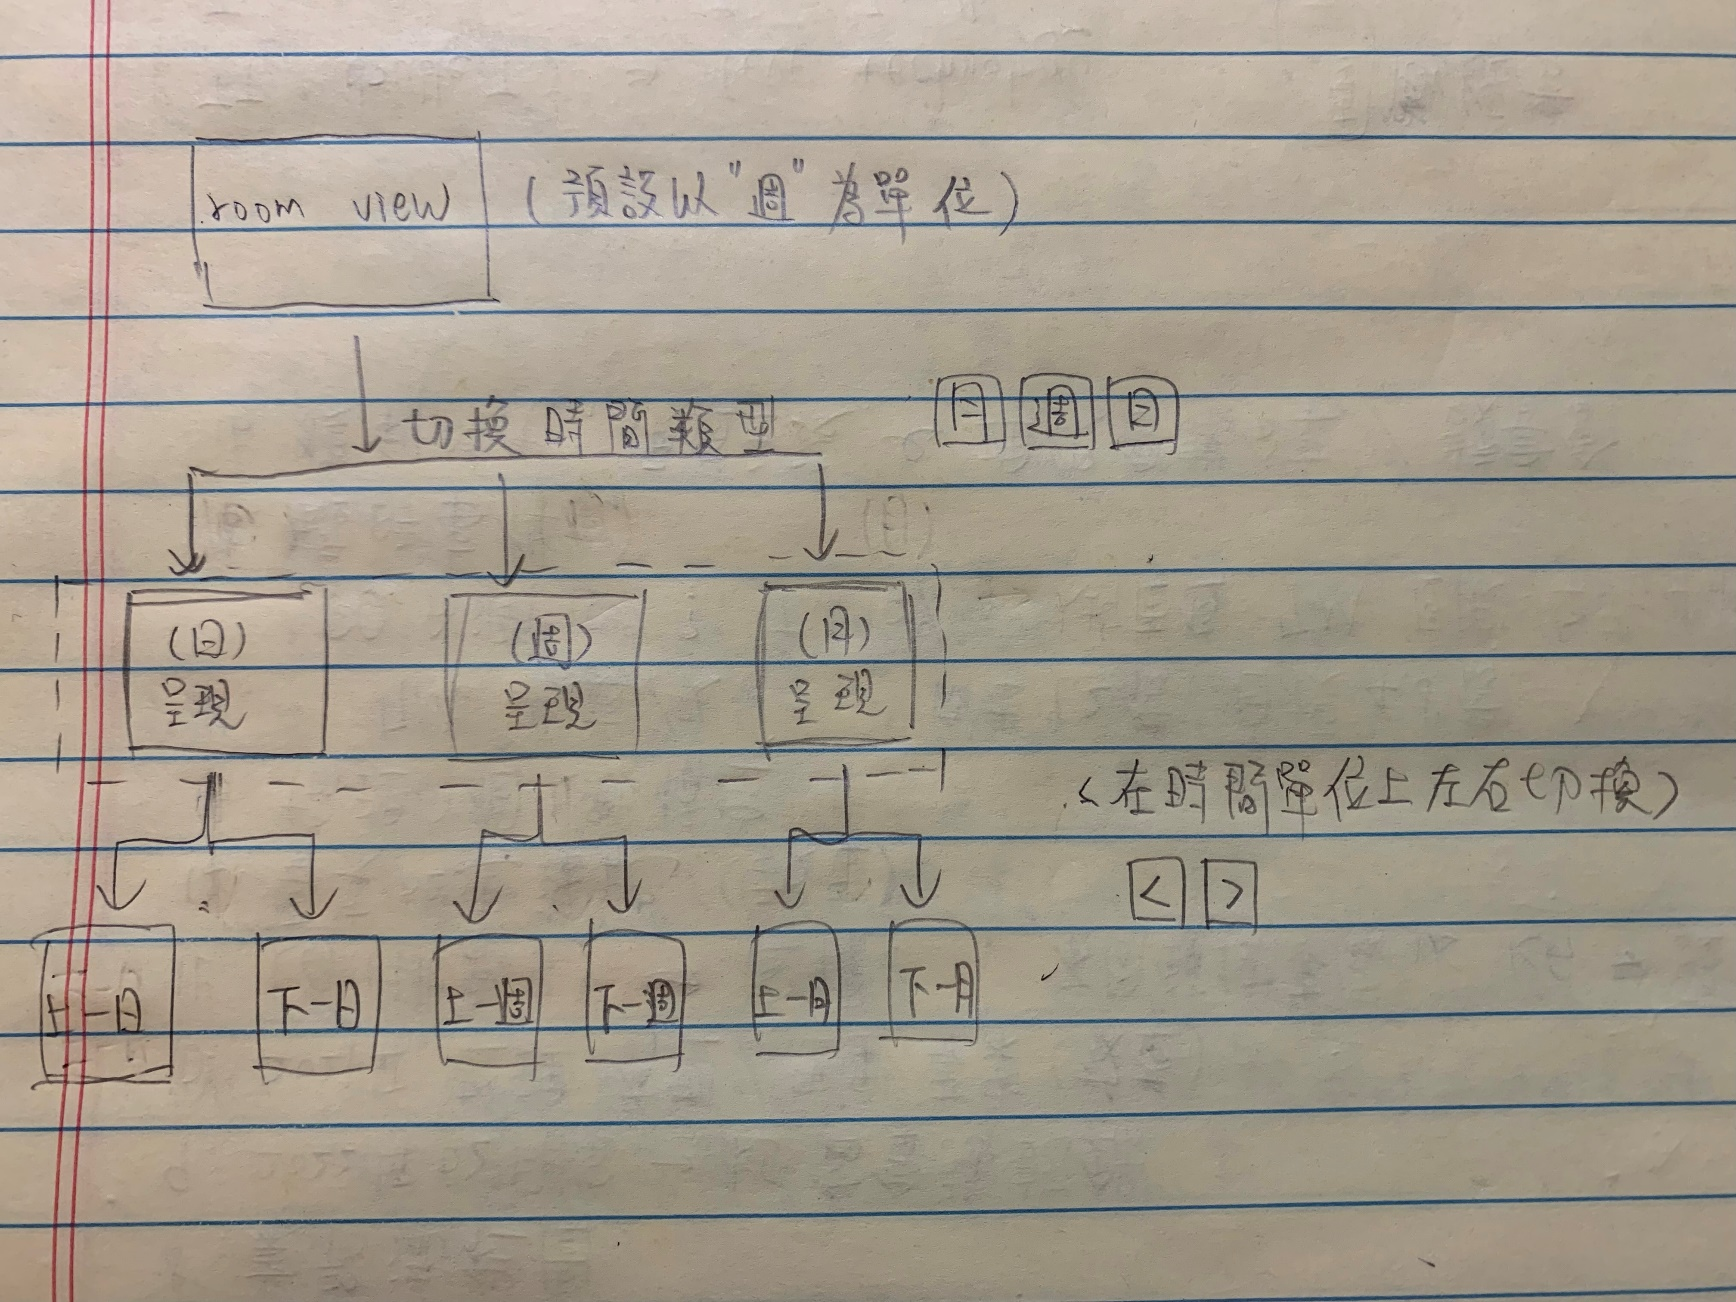 room view (預設以"週"為單位)
切換時間類型 月 週 日
(日) (週) (月)
呈現 呈現 呈現
(在時間單位上左右切換)
< >
上一日 下一日 上一週 下一週 上一月 下一月